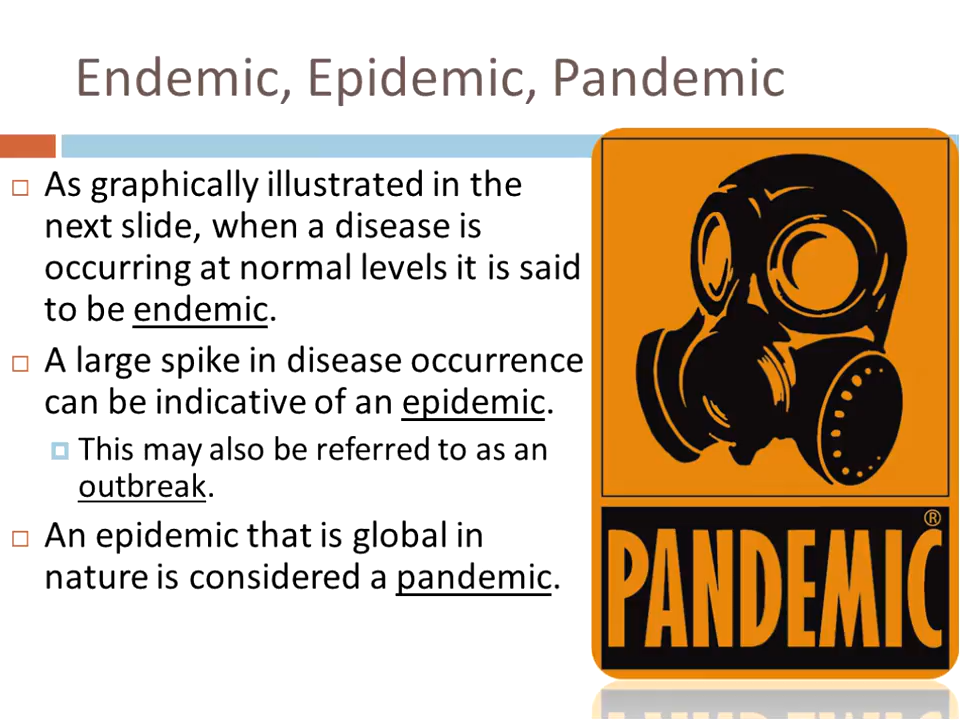 Endemic, Epidemic, Pandemic
As graphically illustrated in the
next slide, when a disease is
occurring at normal levels it is said
to be endemic.
A large spike in disease occurrence
can be indicative of an epidemic.
This may also be referred to as an
outbreak.
An epidemic that is global in
nature is considered a pandemic.
®
PANDEMIC